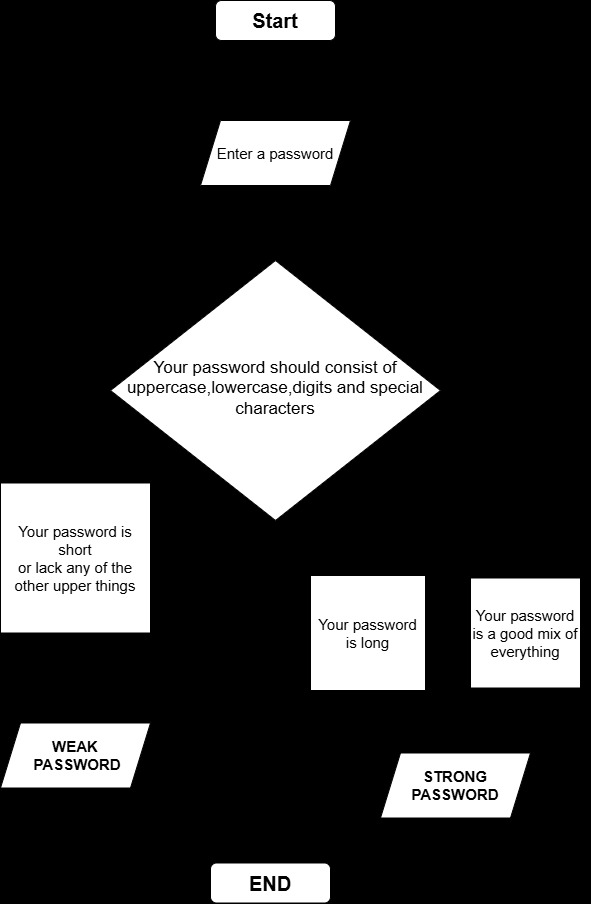 Start
Enter a password
Your password should consist of
uppercase,lowercase,digits and special
characters
Your password is
short
or lack any of the
other upper things
Your password
is long
Your password
is a good mix of
everything
WEAK
PASSWORD
STRONG
PASSWORD
END